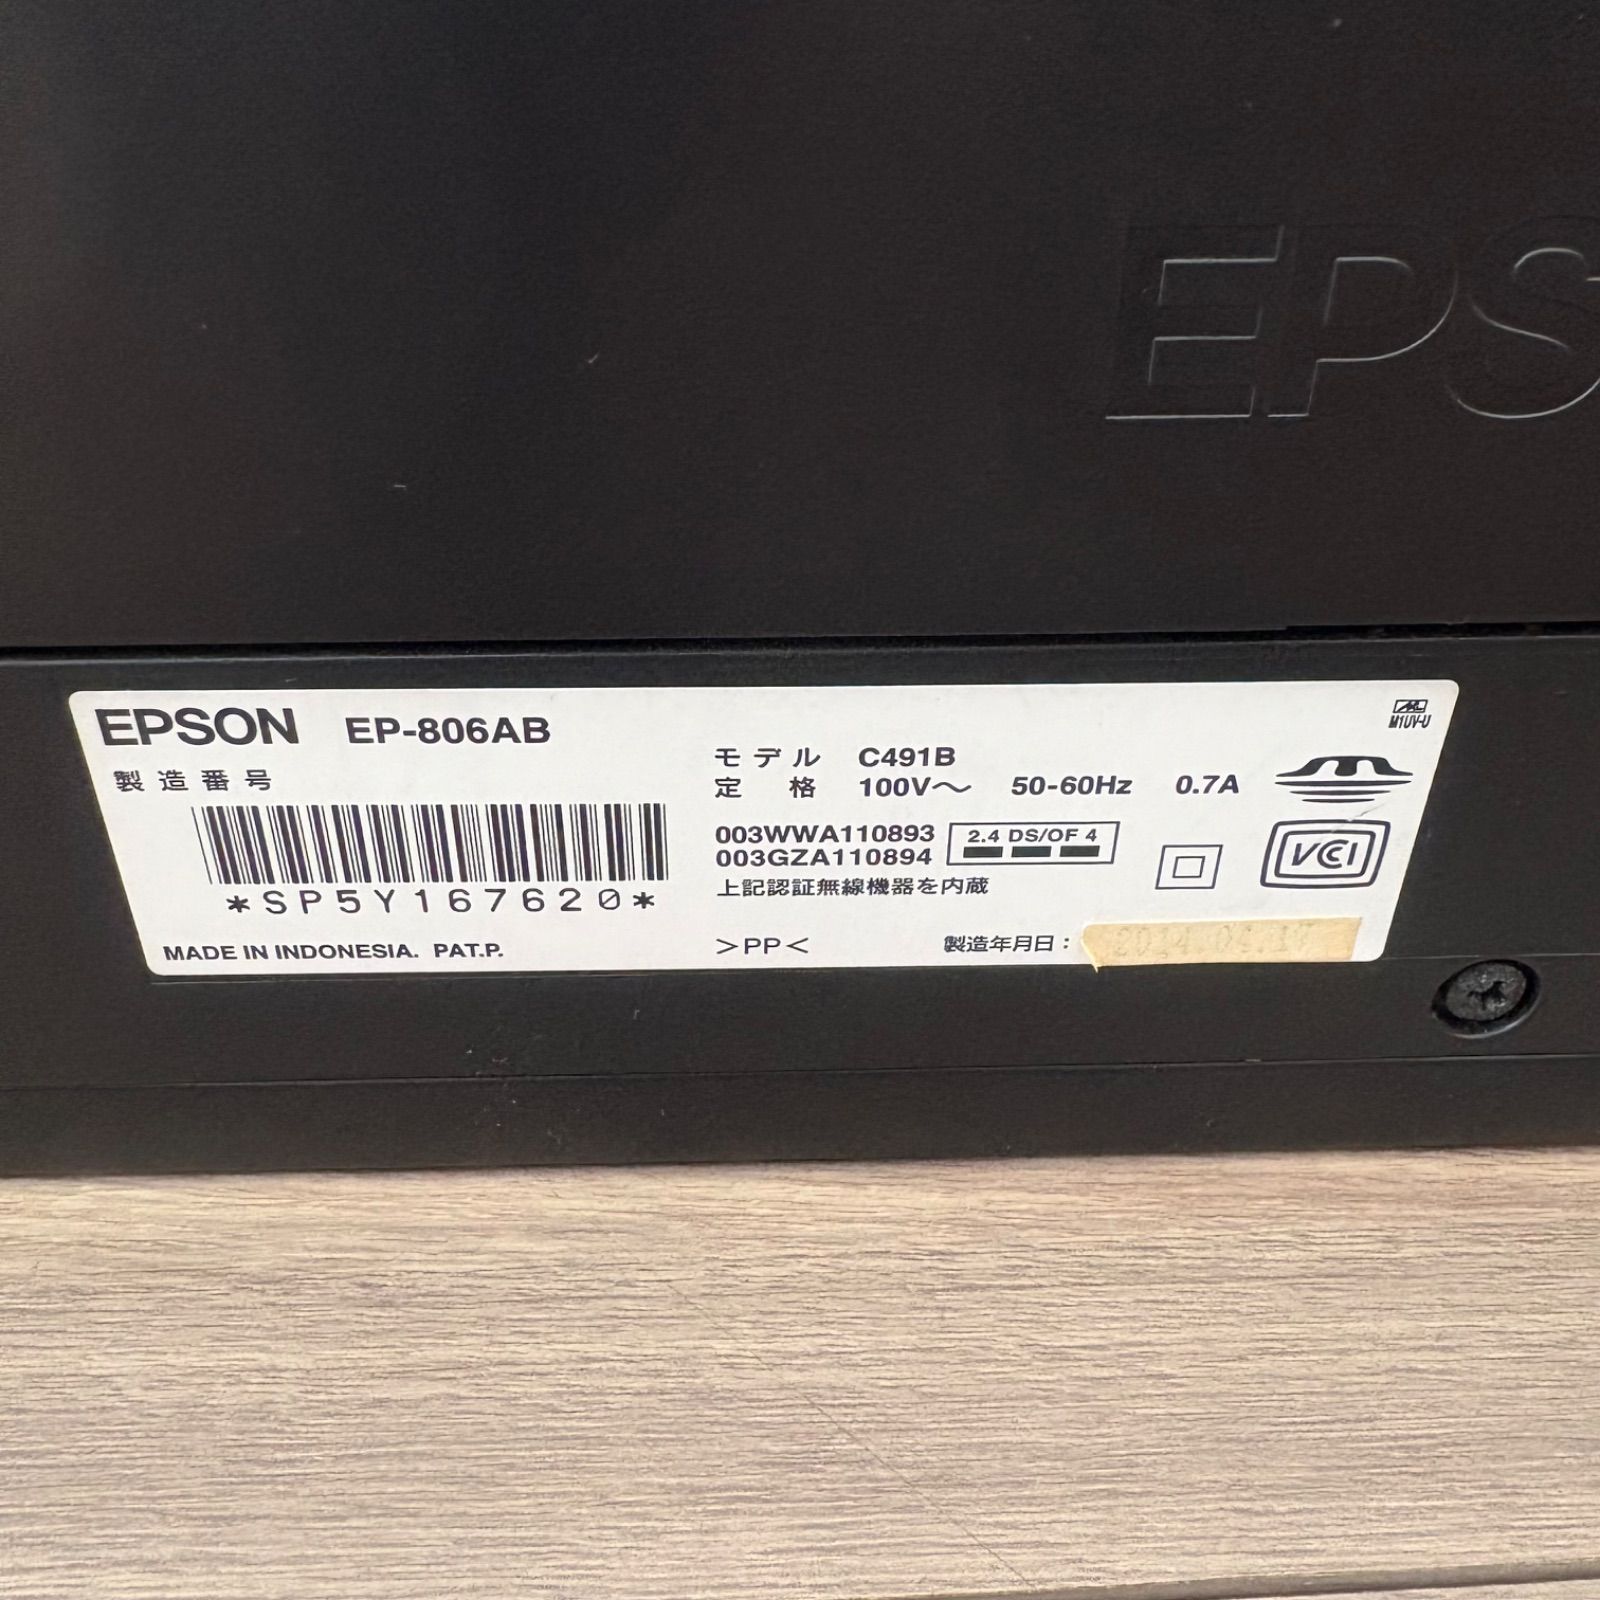 EPS
EPSON EP-806AB
M1UV-U
製造番号
*SP5Y167620*
MADE IN INDONESIA. PAT.P.
モデル C491B
定格 100V～ 50-60Hz 0.7A
003WWA110893
003GZA110894
2.4 DS/OF 4
上記認証無線機器を内蔵
VCI
>PP<
製造年月日：